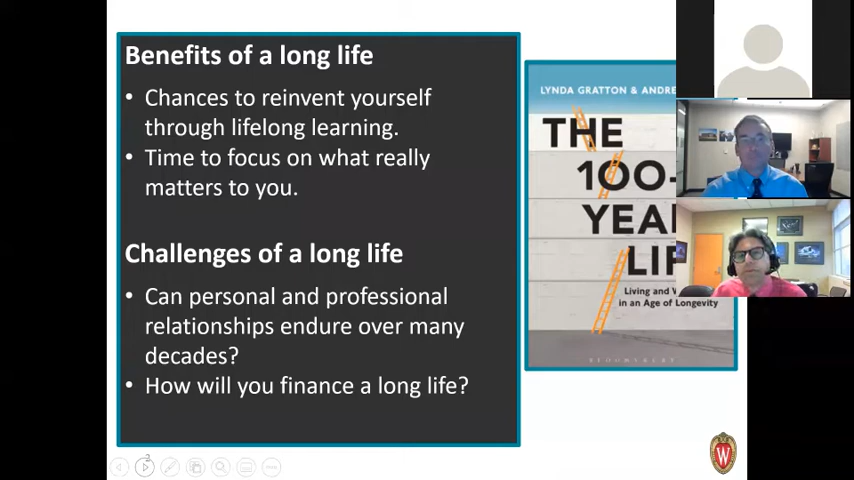 Benefits of a long life
• Chances to reinvent yourself
through lifelong learning.
• Time to focus on what really
matters to you.
Challenges of a long life
• Can personal and professional
relationships endure over many
decades?
• How will you finance a long life?
LYNDA GRATTON & ANDRE
THE
100-
YEA
LIF
Living and W
in an Age of Longevity
BLOOMSBURY
W